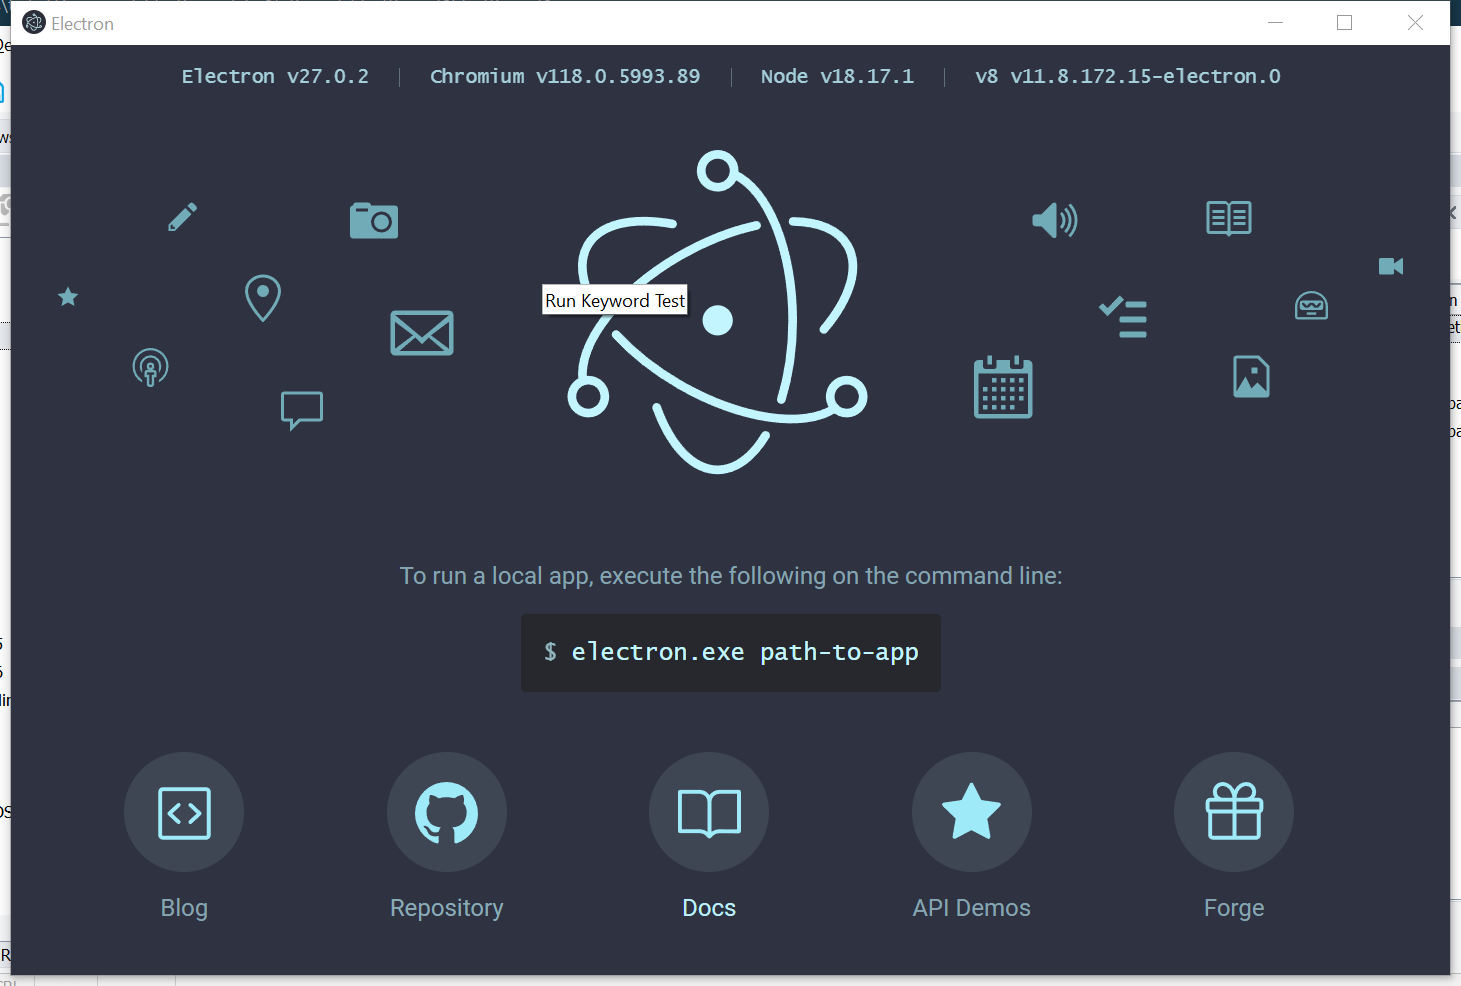 Electron
Electron v27.0.2 | Chromium v118.0.5993.89 | Node v18.17.1 | v8 v11.8.172.15-electron.0
Run Keyword Test
To run a local app, execute the following on the command line:
$ electron.exe path-to-app
Blog
Repository
Docs
API Demos
Forge